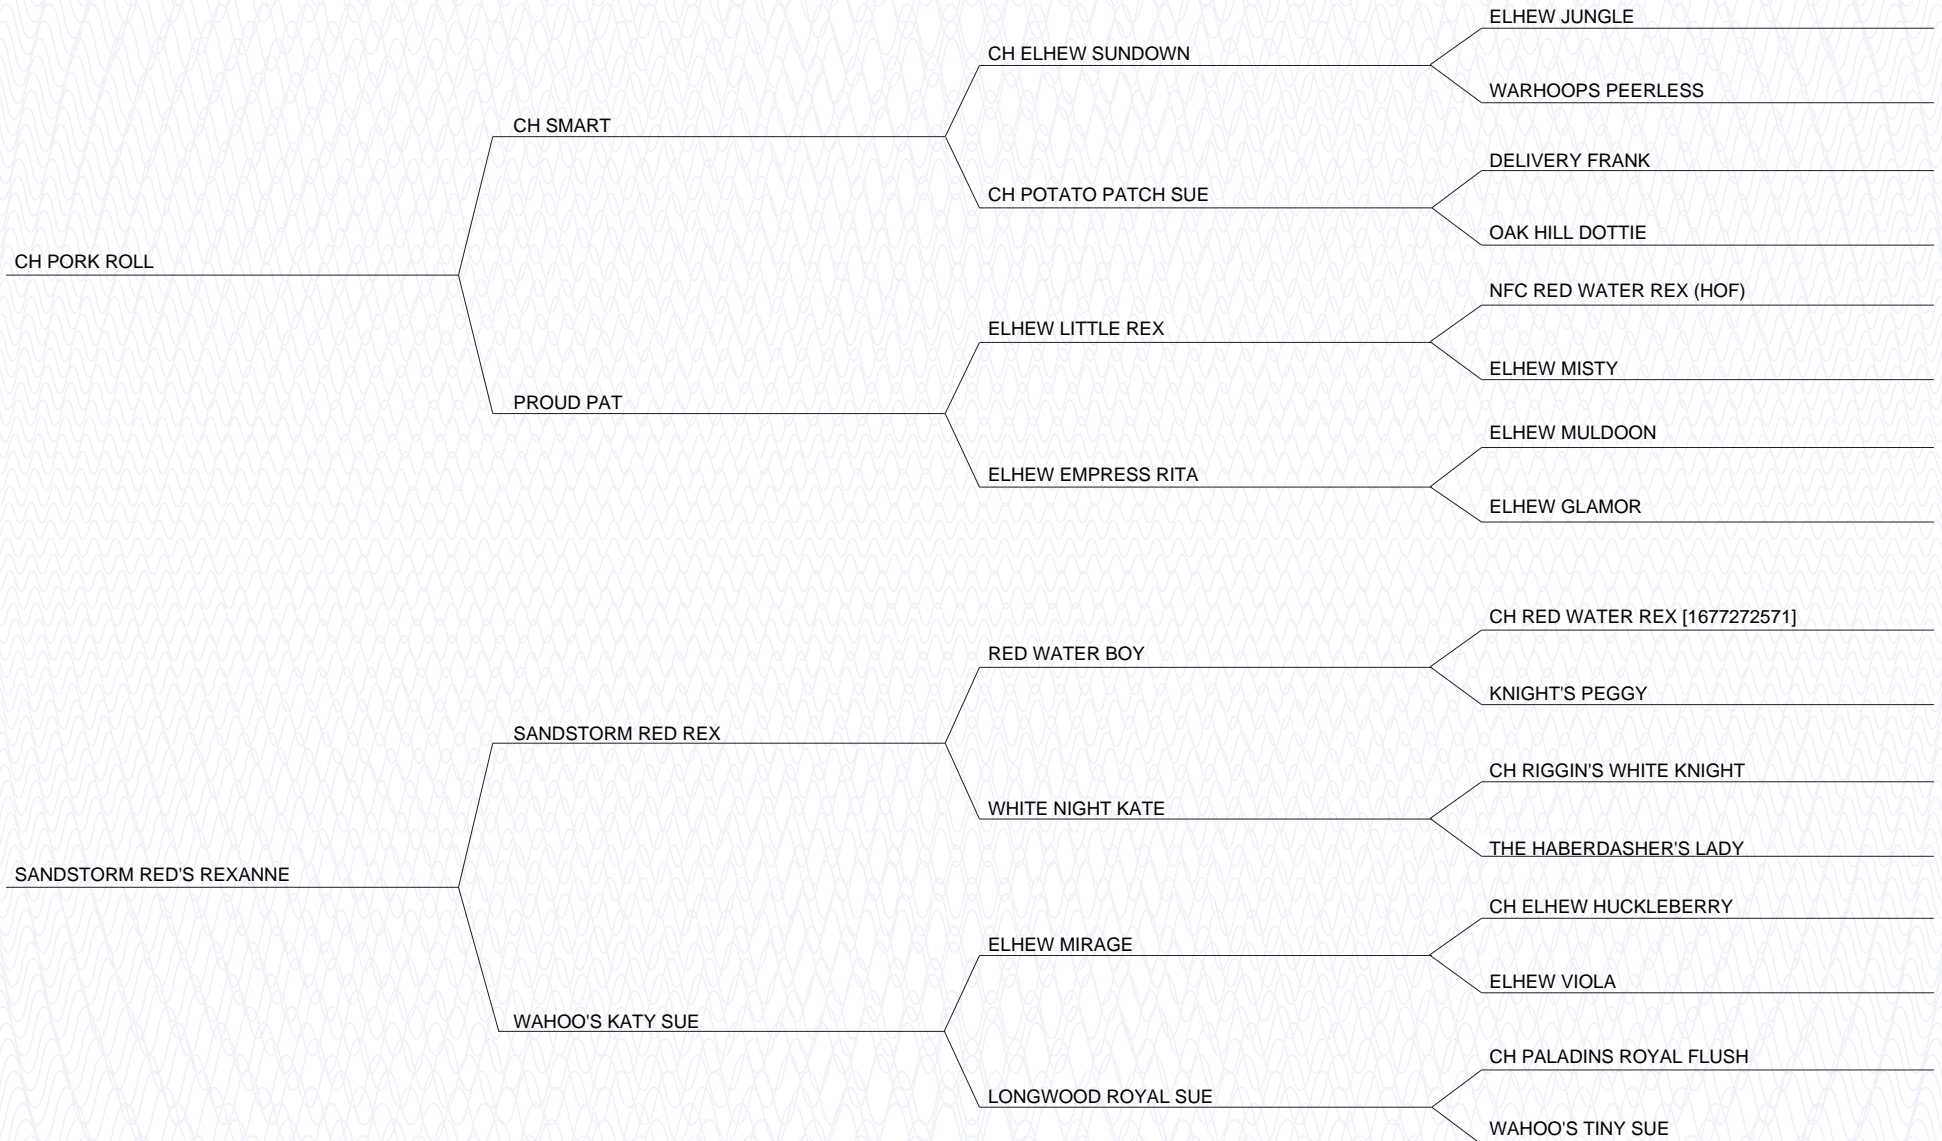 ELHEW JUNGLE
CH ELHEW SUNDOWN
WARHOOPS PEERLESS
CH SMART
DELIVERY FRANK
CH POTATO PATCH SUE
OAK HILL DOTTIE
CH PORK ROLL
NFC RED WATER REX (HOF)
ELHEW LITTLE REX
ELHEW MISTY
PROUD PAT
ELHEW MULDOON
ELHEW EMPRESS RITA
ELHEW GLAMOR
CH RED WATER REX [1677272571]
RED WATER BOY
KNIGHT'S PEGGY
SANDSTORM RED REX
CH RIGGIN'S WHITE KNIGHT
WHITE NIGHT KATE
THE HABERDASHER'S LADY
SANDSTORM RED'S REXANNE
CH ELHEW HUCKLEBERRY
ELHEW MIRAGE
ELHEW VIOLA
WAHOO'S KATY SUE
CH PALADINS ROYAL FLUSH
LONGWOOD ROYAL SUE
WAHOO'S TINY SUE